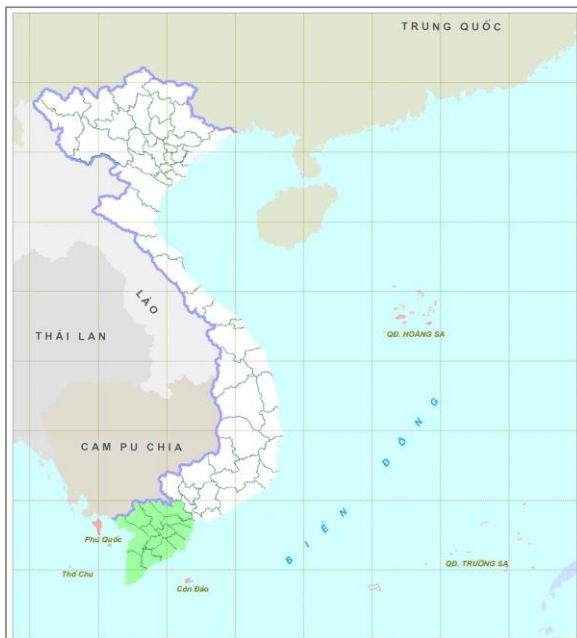 TRUNG QUỐC
LÀO
THÁI LAN
QĐ. HOÀNG SA
CAM PU CHIA
BIỂN ĐÔNG
Phú Quốc
QĐ. TRƯỜNG SA
Thổ Chu
Côn Đảo